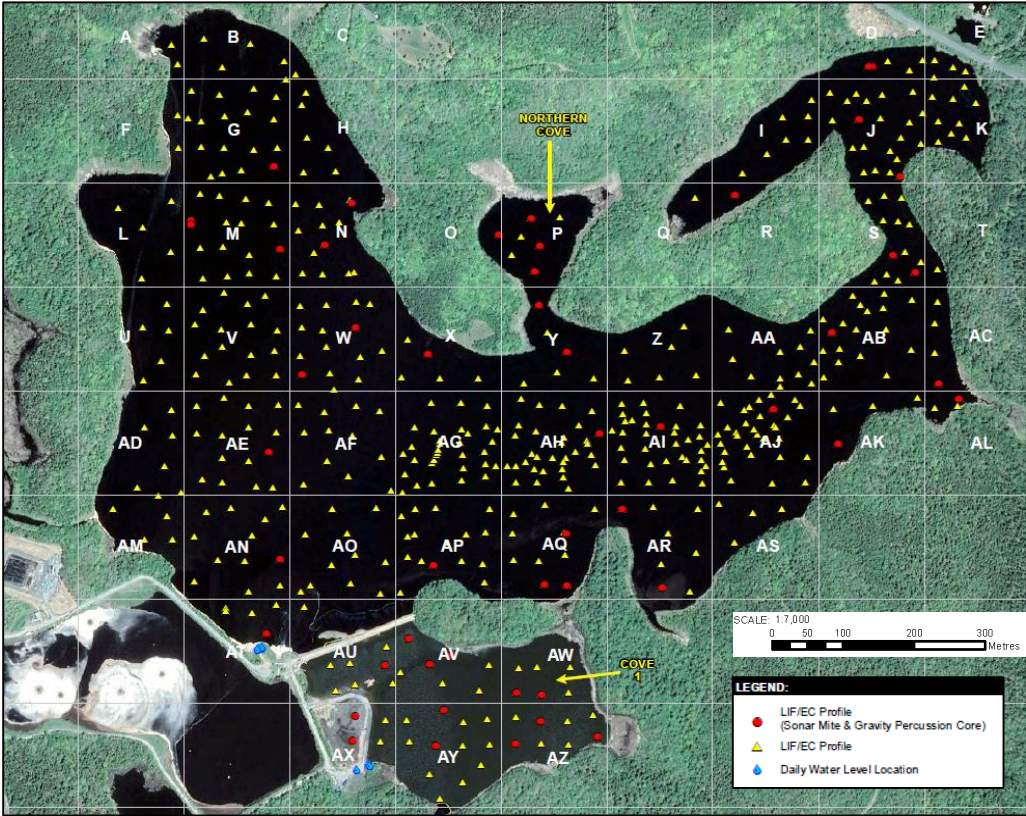 A
B
C
D
E
F
G
H
I
J
K
NORTHERN
COVE
L
M
N
O
P
Q
R
S
T
U
V
W
X
Y
Z
AA
AB
AC
AD
AE
AF
AG
AH
AI
AJ
AK
AL
AM
AN
AO
AP
AQ
AR
AS
AT
AU
AV
AW
COVE
1
AX
AY
AZ
SCALE: 1:7,000
0 50 100 200 300
Metres
LEGEND:
LIF/EC Profile
(Sonar Mite & Gravity Percussion Core)
LIF/EC Profile
Daily Water Level Location